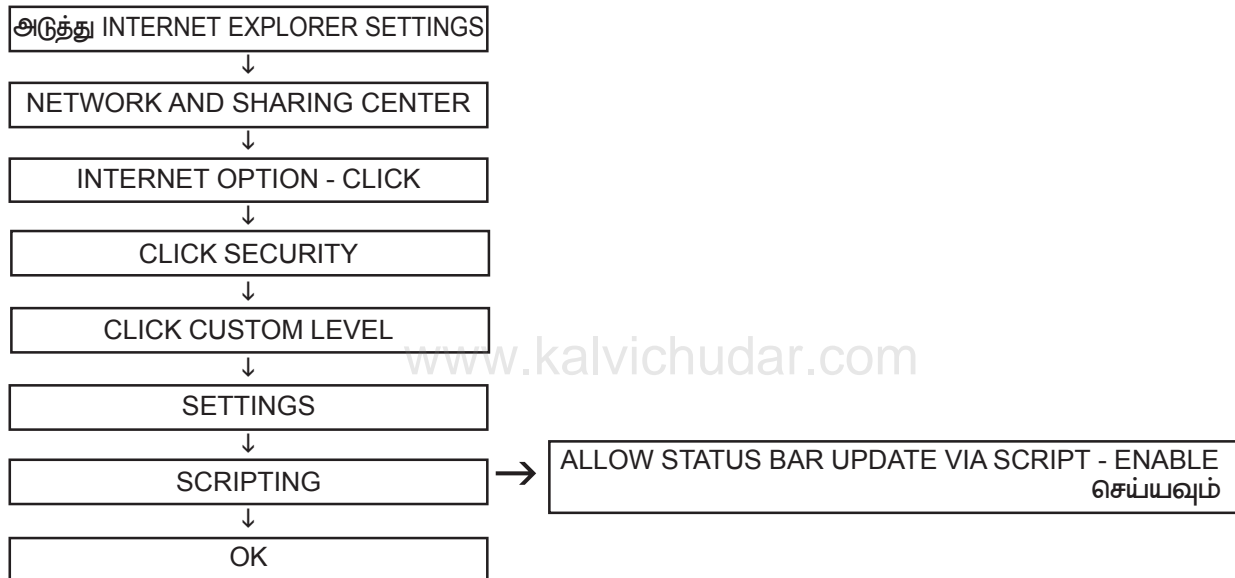 அடுத்து INTERNET EXPLORER SETTINGS
↓
NETWORK AND SHARING CENTER
↓
INTERNET OPTION - CLICK
↓
CLICK SECURITY
↓
CLICK CUSTOM LEVEL
www.kalvichudar.com
↓
SETTINGS
↓
SCRIPTING → ALLOW STATUS BAR UPDATE VIA SCRIPT - ENABLE
செய்யவும்
↓
OK